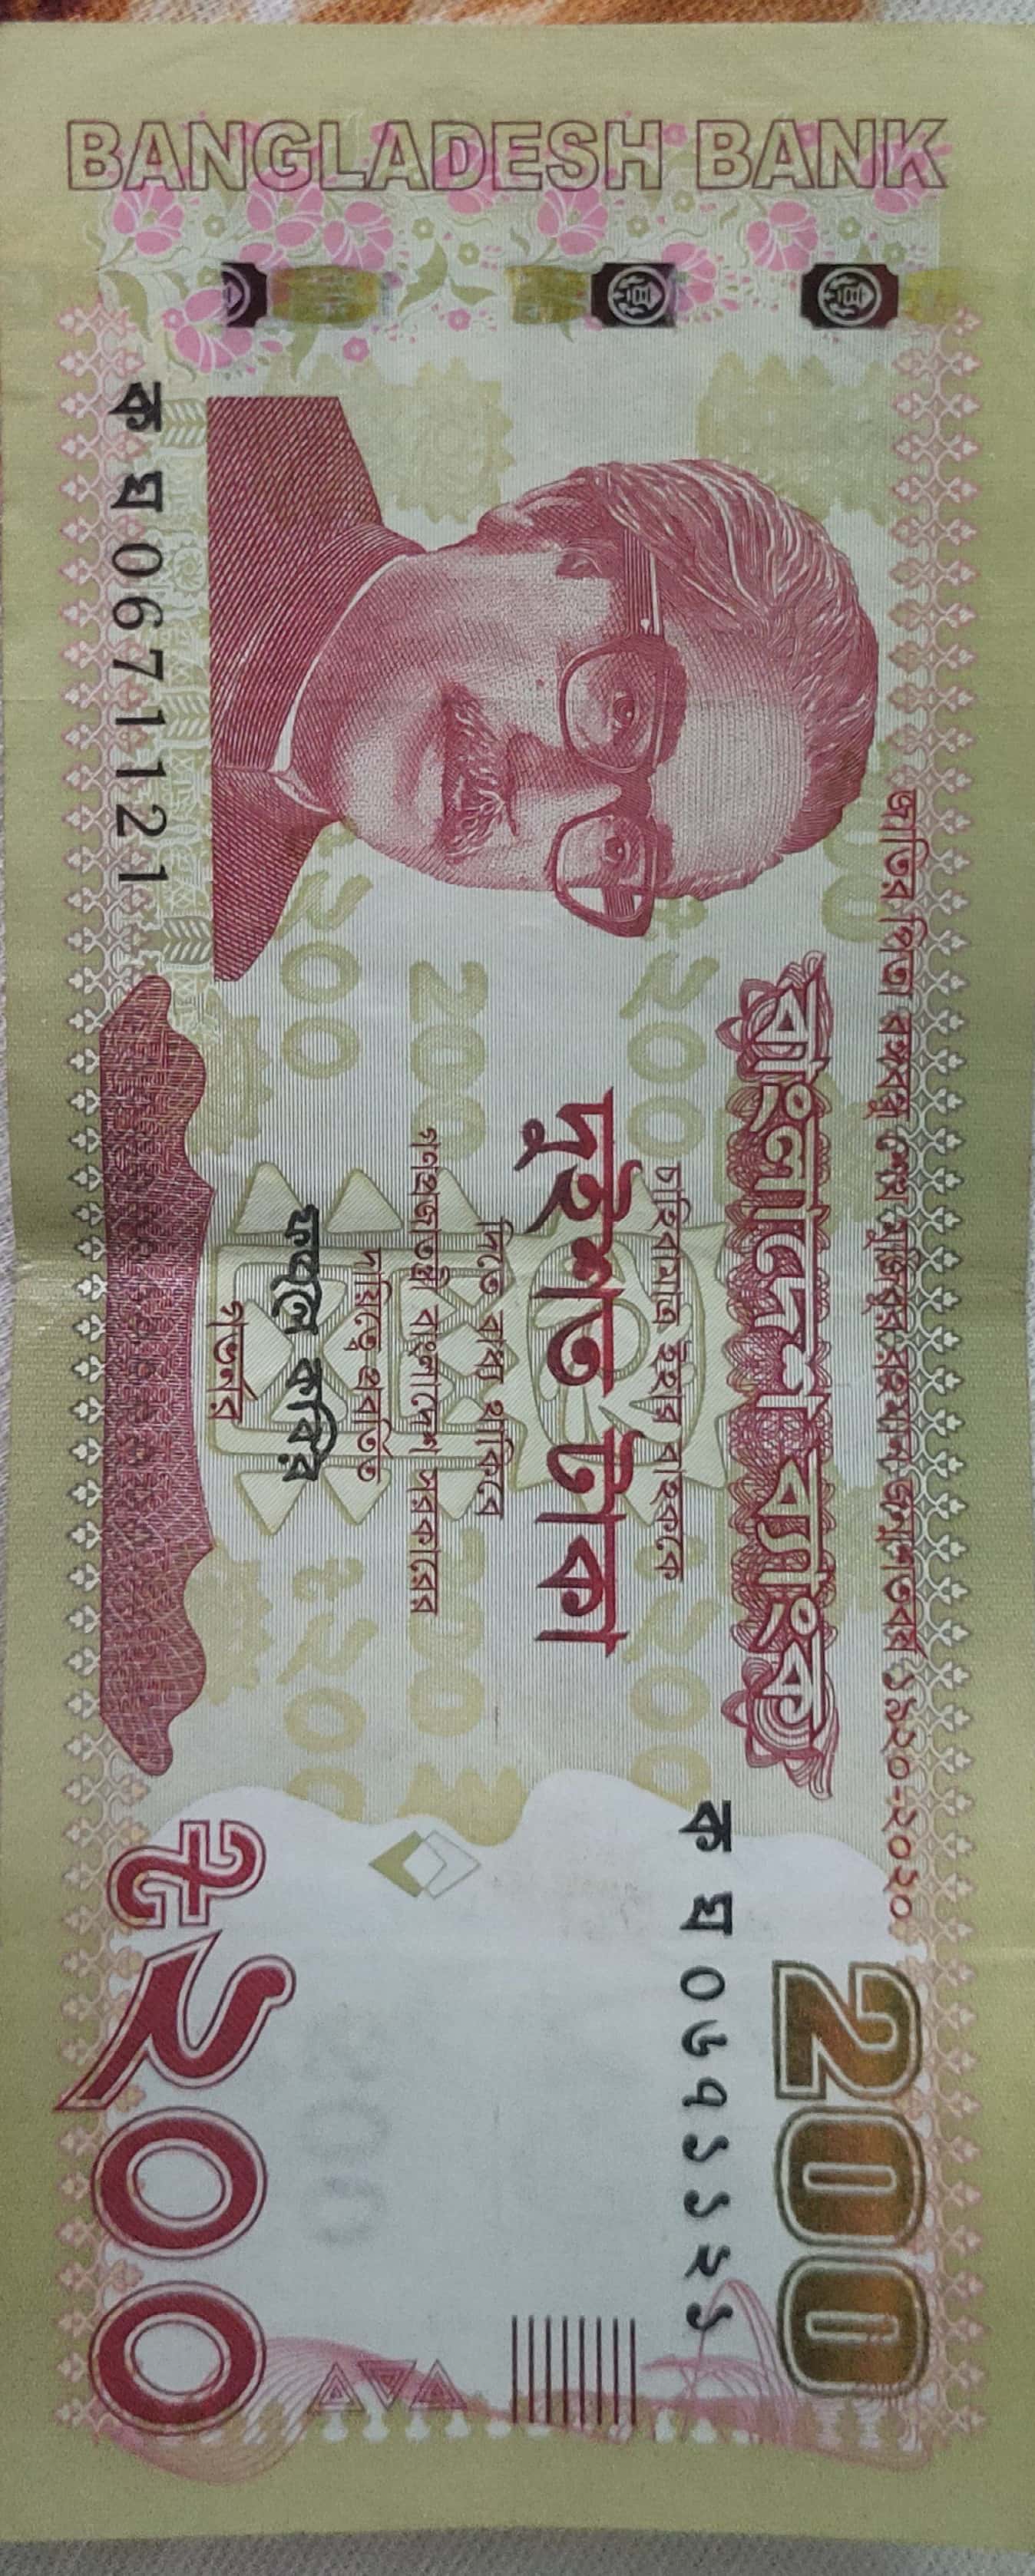 জাতির পিতা বঙ্গবন্ধু শেখ মুজিবুর রহমান জন্মশতবর্ষ ১৯২০-২০২০
200
BANGLADESH BANK
বাংলাদেশ ব্যাংক
ক ঘ ০৬৭১১২১
চাহিবামাত্র ইহার বাহককে
দুইশত টাকা
দিতে বাধ্য থাকিবে
গণপ্রজাতন্ত্রী বাংলাদেশ সরকারের
দায়িত্বে প্রবর্তিত
ফজলে কবির
গভর্নর
৳২০০
ক ঘ 0671121